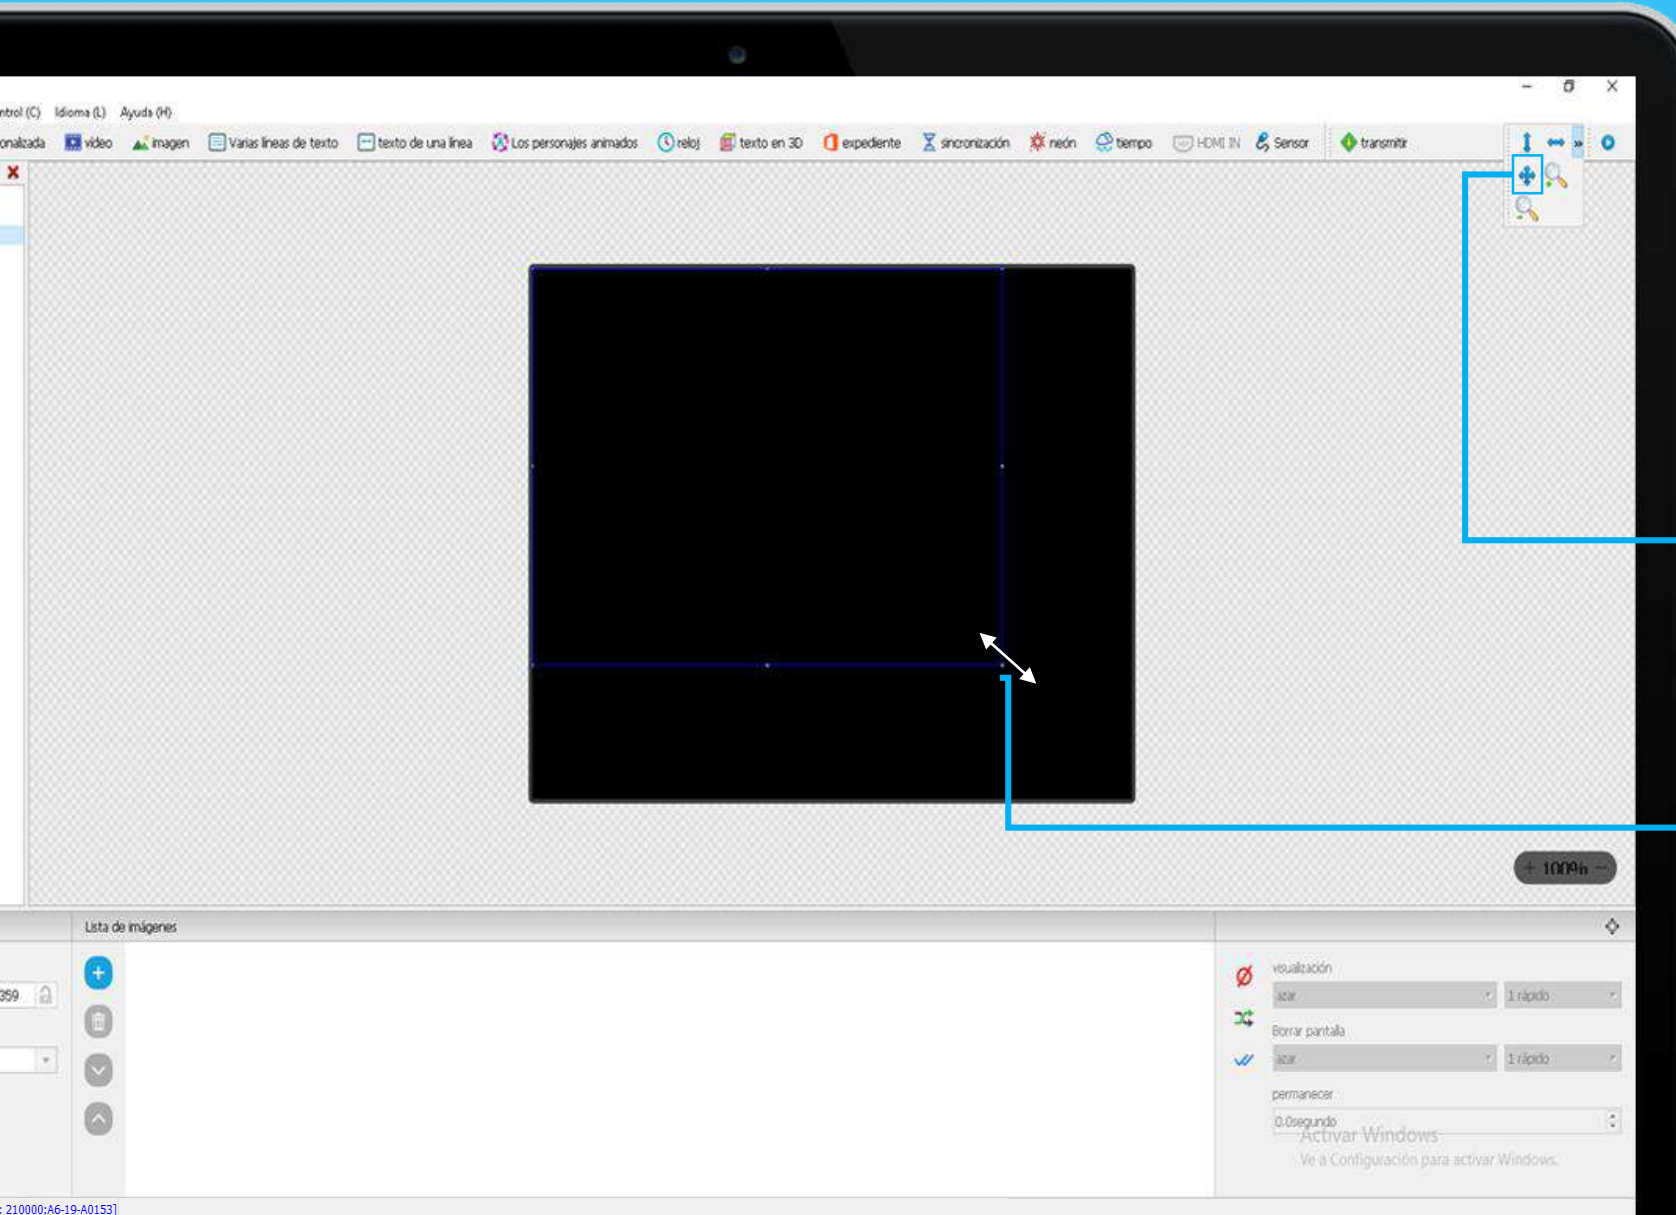 ntrol (C) Idioma (L) Ayuda (H)
onalizada video imagen Varias lineas de texto texto de una línea Los personajes animados reloj texto en 3D expediente sincronización neón tiempo HDMI IN Sensor transmitir
+ 100% −
Lista de imágenes
visualización
359
azar 1 rápido
Borrar pantalla
azar 1 rápido
permanecer
0.0segundo
Activar Windows
Ve a Configuración para activar Windows.
: 210000:A6-19-A0153]